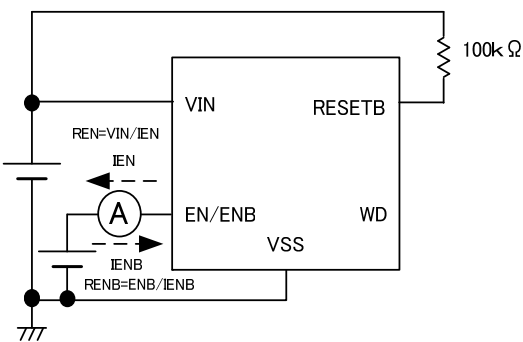 100kΩ
VIN
RESETB
REN=VIN/IEN
IEN
A
EN/ENB
WD
VSS
IENB
RENB=ENB/IENB